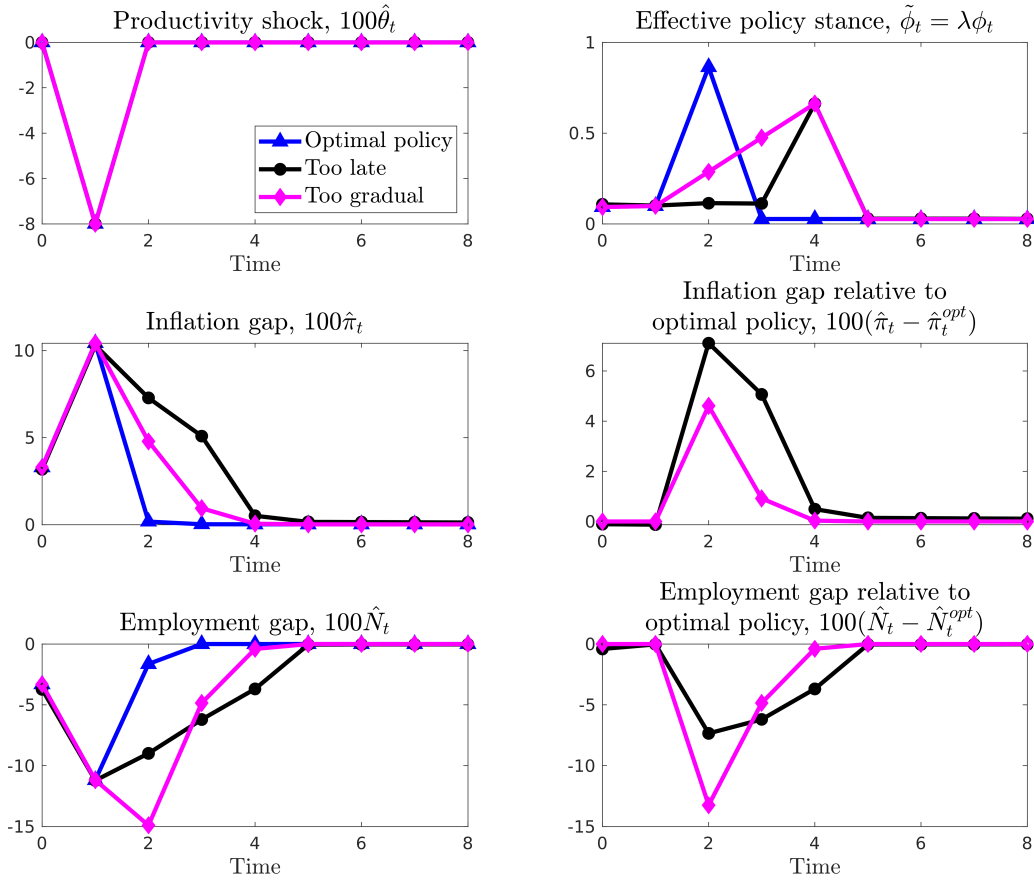 Productivity shock, 100θ̂_t
0
-2
-4
-6
-8
0 2 4 6 8
Time
Optimal policy
Too late
Too gradual
Effective policy stance, ϕ̃_t = λϕ_t
1
0.5
0
0 2 4 6 8
Time
Inflation gap, 100π̂_t
10
5
0
0 2 4 6 8
Time
Inflation gap relative to
optimal policy, 100(π̂_t − π̂_t^{opt})
6
4
2
0
0 2 4 6 8
Time
Employment gap, 100N̂_t
0
-5
-10
-15
0 2 4 6 8
Time
Employment gap relative to
optimal policy, 100(N̂_t − N̂_t^{opt})
0
-5
-10
-15
0 2 4 6 8
Time